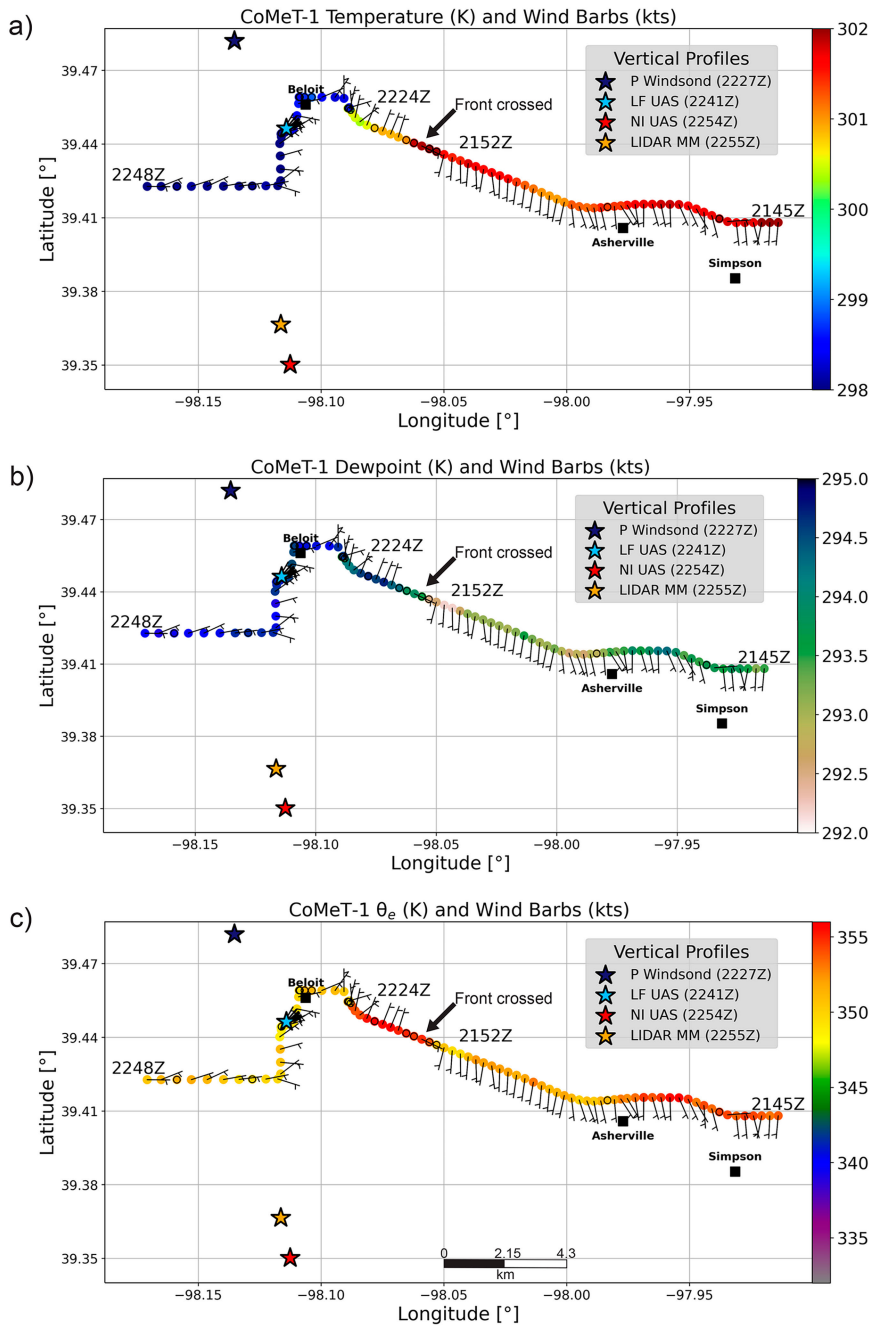 a)
CoMeT-1 Temperature (K) and Wind Barbs (kts)
Vertical Profiles
P Windsond (2227Z)
LF UAS (2241Z)
NI UAS (2254Z)
LIDAR MM (2255Z)
Beloit
2224Z
Front crossed
2152Z
2248Z
2145Z
Asherville
Simpson
39.47
39.44
39.41
39.38
39.35
Latitude [°]
−98.15
−98.10
−98.05
−98.00
−97.95
Longitude [°]
302
301
300
299
298
b)
CoMeT-1 Dewpoint (K) and Wind Barbs (kts)
Vertical Profiles
P Windsond (2227Z)
LF UAS (2241Z)
NI UAS (2254Z)
LIDAR MM (2255Z)
Beloit
2224Z
Front crossed
2152Z
2248Z
2145Z
Asherville
Simpson
39.47
39.44
39.41
39.38
39.35
Latitude [°]
−98.15
−98.10
−98.05
−98.00
−97.95
Longitude [°]
295.0
294.5
294.0
293.5
293.0
292.5
292.0
c)
CoMeT-1 θe (K) and Wind Barbs (kts)
Vertical Profiles
P Windsond (2227Z)
LF UAS (2241Z)
NI UAS (2254Z)
LIDAR MM (2255Z)
Beloit
2224Z
Front crossed
2152Z
2248Z
2145Z
Asherville
Simpson
39.47
39.44
39.41
39.38
39.35
Latitude [°]
0 2.15 4.3
km
−98.15
−98.10
−98.05
−98.00
−97.95
Longitude [°]
355
350
345
340
335